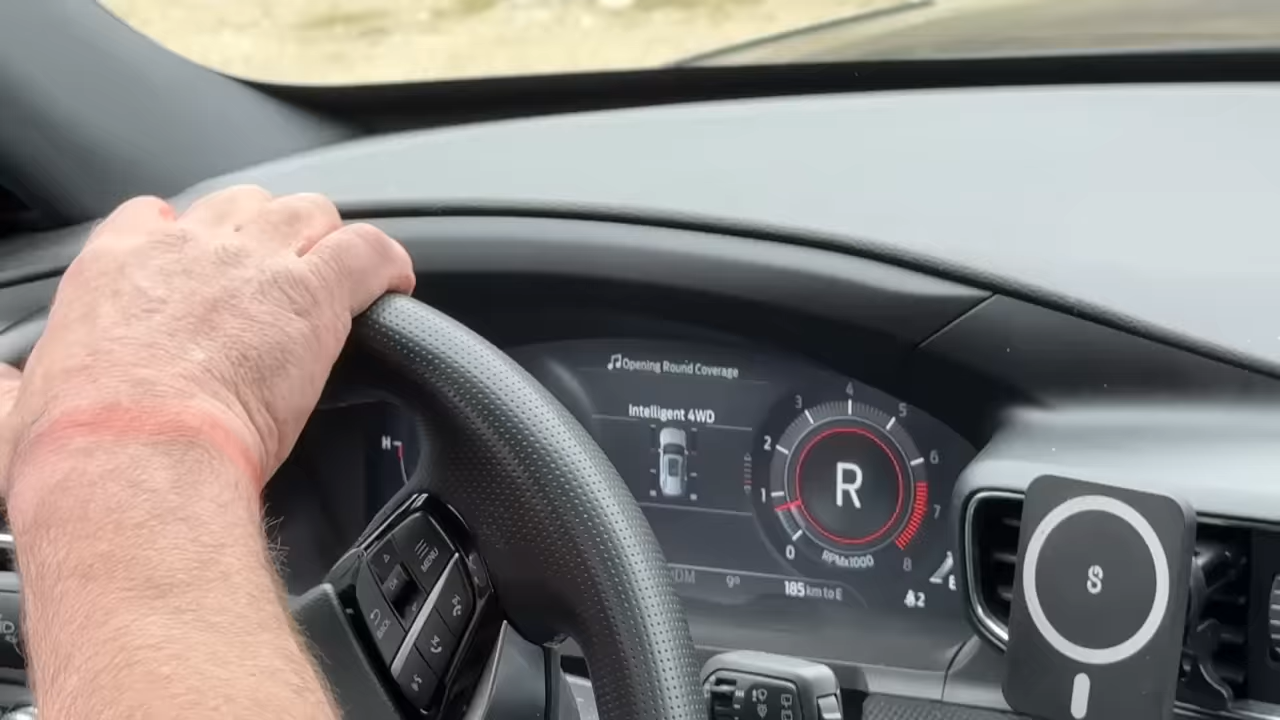 Opening Round Coverage
Intelligent 4WD
H
0
1
2
3
4
5
6
7
8
R
RPMx1000
9°
185 km to E
2
MENU
OK
BACK